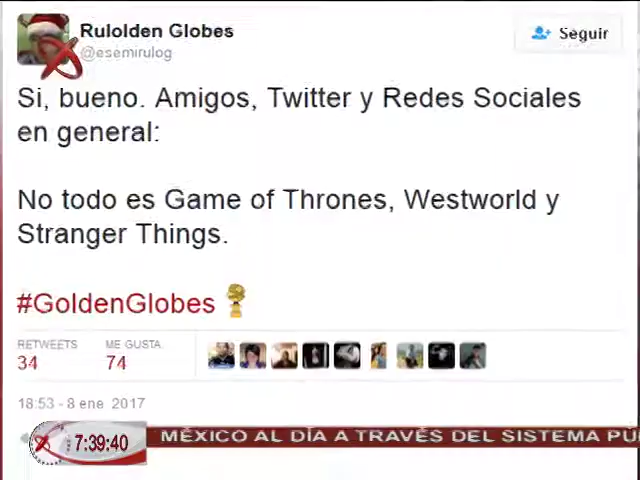 Rulolden Globes
@esemirulog
Seguir
Si, bueno. Amigos, Twitter y Redes Sociales
en general:
No todo es Game of Thrones, Westworld y
Stranger Things.
#GoldenGlobes
RETWEETS
34
ME GUSTA
74
18:53 - 8 ene. 2017
7:39:40
MÉXICO AL DÍA A TRAVÉS DEL SISTEMA PÚ